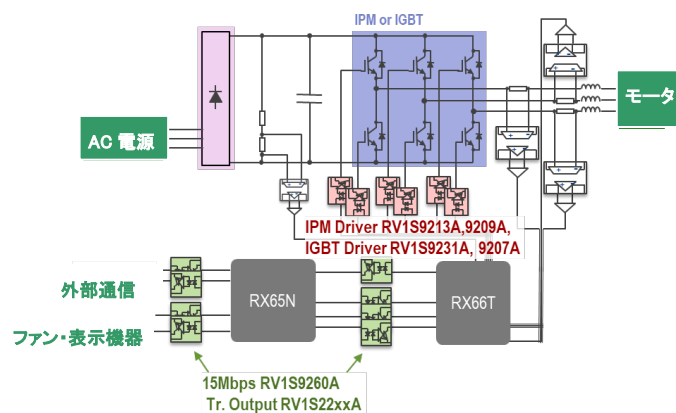 IPM or IGBT
モータ
AC 電源
IPM Driver RV1S9213A,9209A,
IGBT Driver RV1S9231A, 9207A
外部通信
RX65N
RX66T
ファン・表示機器
15Mbps RV1S9260A
Tr. Output RV1S22xxA